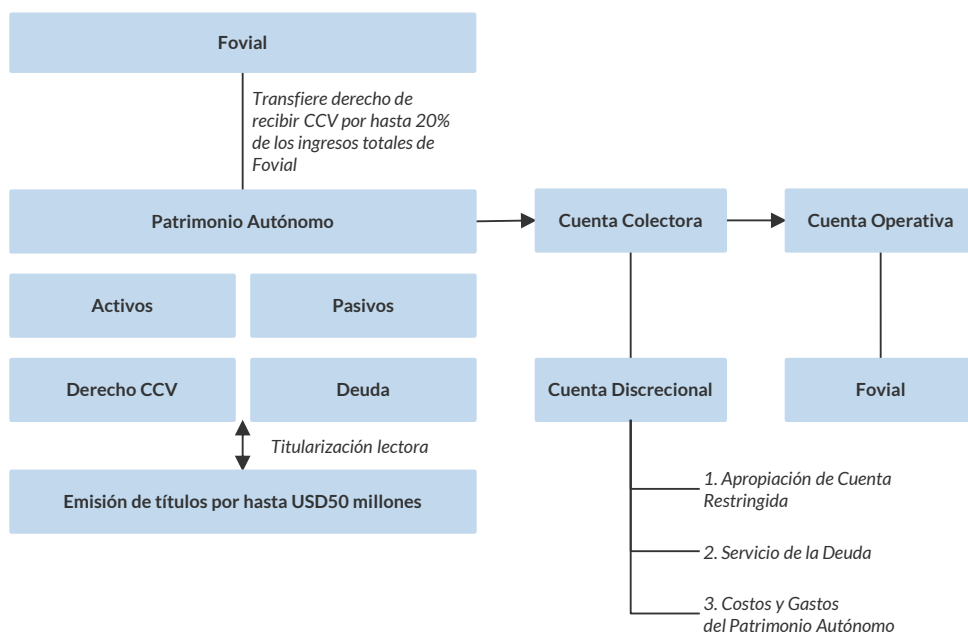 Fovial
Transfiere derecho de
recibir CCV por hasta 20%
de los ingresos totales de
Fovial
Patrimonio Autónomo
Cuenta Colectora
Cuenta Operativa
Activos
Pasivos
Derecho CCV
Deuda
Cuenta Discrecional
Fovial
Titularización lectora
Emisión de títulos por hasta USD50 millones
1. Apropiación de Cuenta
Restringida
2. Servicio de la Deuda
3. Costos y Gastos
del Patrimonio Autónomo